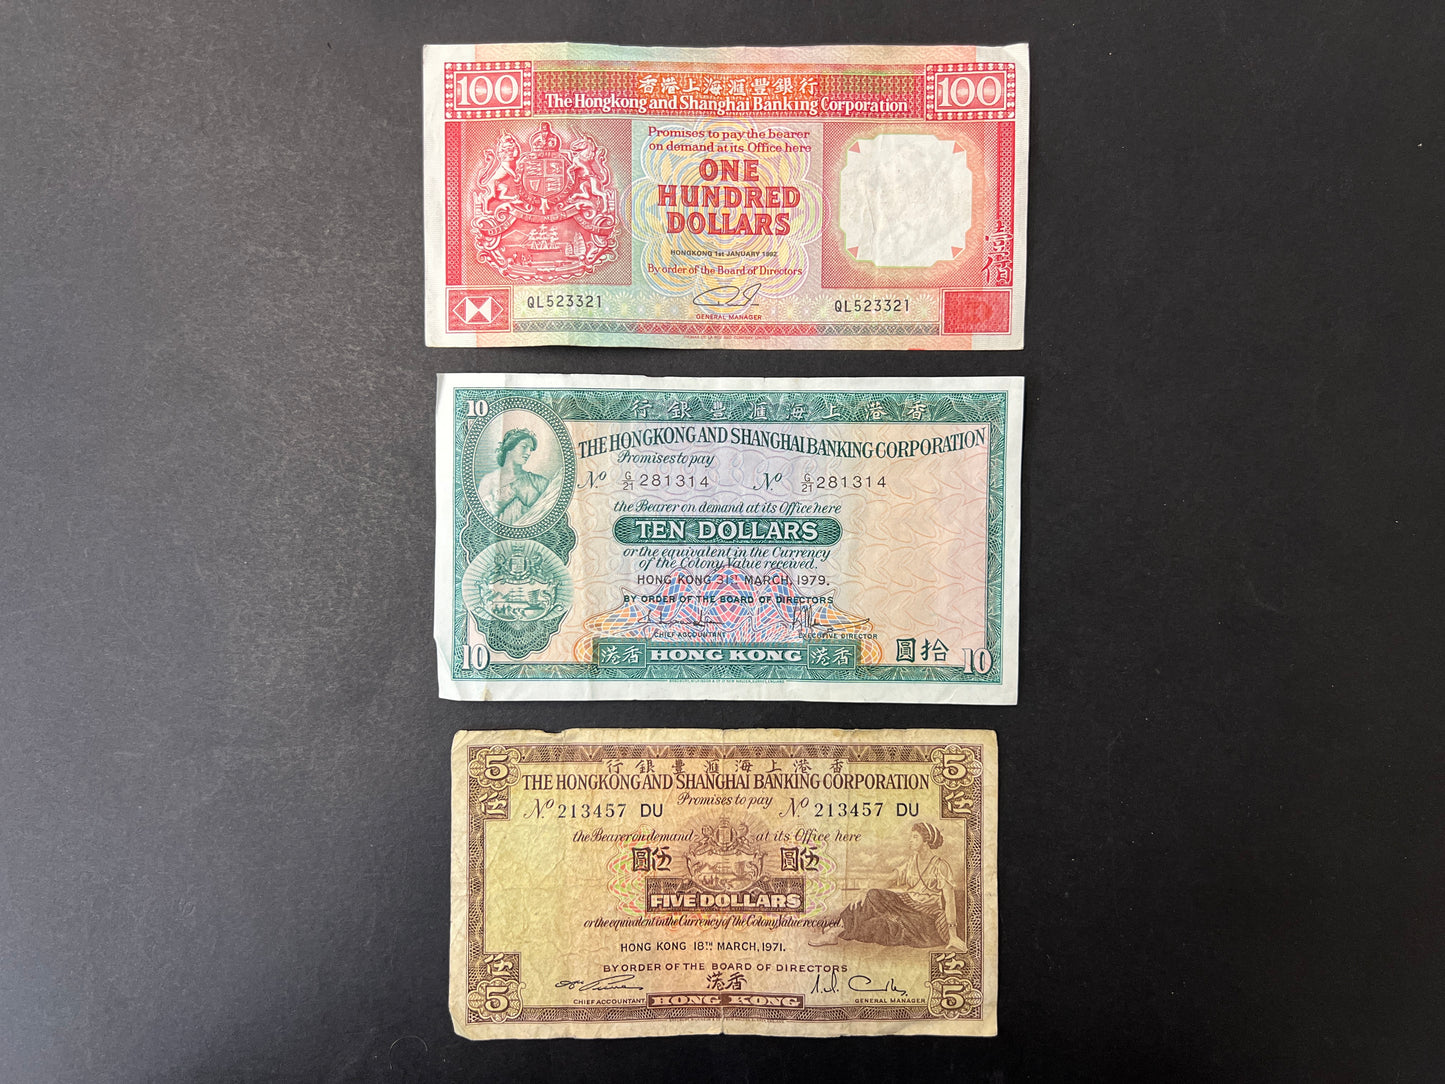 100 香港上海滙豐銀行 100
The Hongkong and Shanghai Banking Corporation
Promises to pay the bearer
on demand at its Office here
ONE
HUNDRED
DOLLARS
HONGKONG 1st JANUARY 1992
By order of the Board of Directors
QL523321 QL523321
GENERAL MANAGER
10 行銀豐滙海上港香
THE HONGKONG AND SHANGHAI BANKING CORPORATION
Promises to pay
No G/21 281314 No G/21 281314
the Bearer on demand at its Office here
TEN DOLLARS
or the equivalent in the Currency
of the Colony Value received.
HONG KONG 31ST MARCH, 1979.
BY ORDER OF THE BOARD OF DIRECTORS
CHIEF ACCOUNTANT EXECUTIVE DIRECTOR
10 港香 HONG KONG 港香 圓拾 10
5 行銀豐滙海上港香 5
THE HONGKONG AND SHANGHAI BANKING CORPORATION
伍 No 213457 DU Promises to pay No 213457 DU 伍
the Bearer on demand at its Office here
圓伍 圓伍
FIVE DOLLARS
or the equivalent in the Currency of the Colony Value received.
HONG KONG 18TH MARCH, 1971.
BY ORDER OF THE BOARD OF DIRECTORS
伍 港香 伍
5 CHIEF ACCOUNTANT HONG KONG GENERAL MANAGER 5